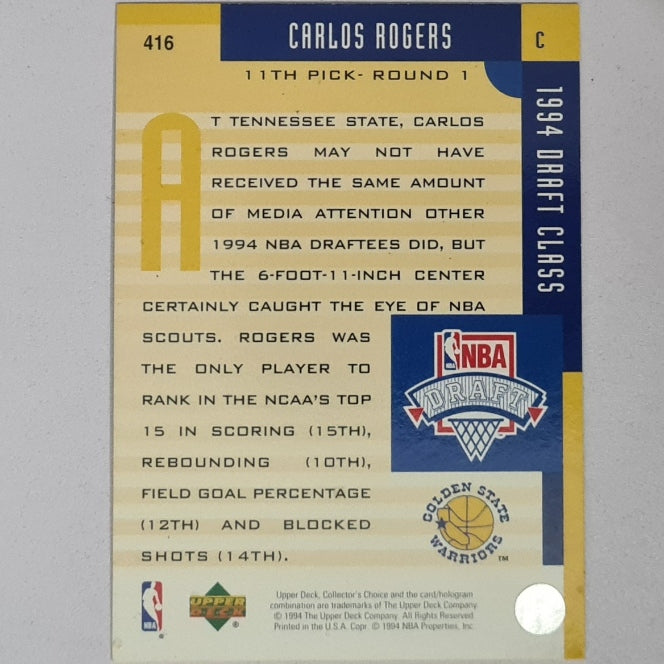 416
CARLOS ROGERS
C
11TH PICK- ROUND 1
1994 DRAFT CLASS
AT TENNESSEE STATE, CARLOS
ROGERS MAY NOT HAVE
RECEIVED THE SAME AMOUNT
OF MEDIA ATTENTION OTHER
1994 NBA DRAFTEES DID, BUT
THE 6-FOOT-11-INCH CENTER
CERTAINLY CAUGHT THE EYE OF NBA
SCOUTS. ROGERS WAS
THE ONLY PLAYER TO
RANK IN THE NCAA'S TOP
15 IN SCORING (15TH),
REBOUNDING (10TH),
FIELD GOAL PERCENTAGE
(12TH) AND BLOCKED
SHOTS (14TH).
NBA
DRAFT
GOLDEN STATE
WARRIORS
TM
NBA
®
UPPER
DECK
®
Upper Deck, Collector's Choice and the card/hologram
combination are trademarks of The Upper Deck Company.
© 1994 The Upper Deck Company. All Rights Reserved
Printed in the U.S.A. Copr. © 1994 NBA Properties, Inc.